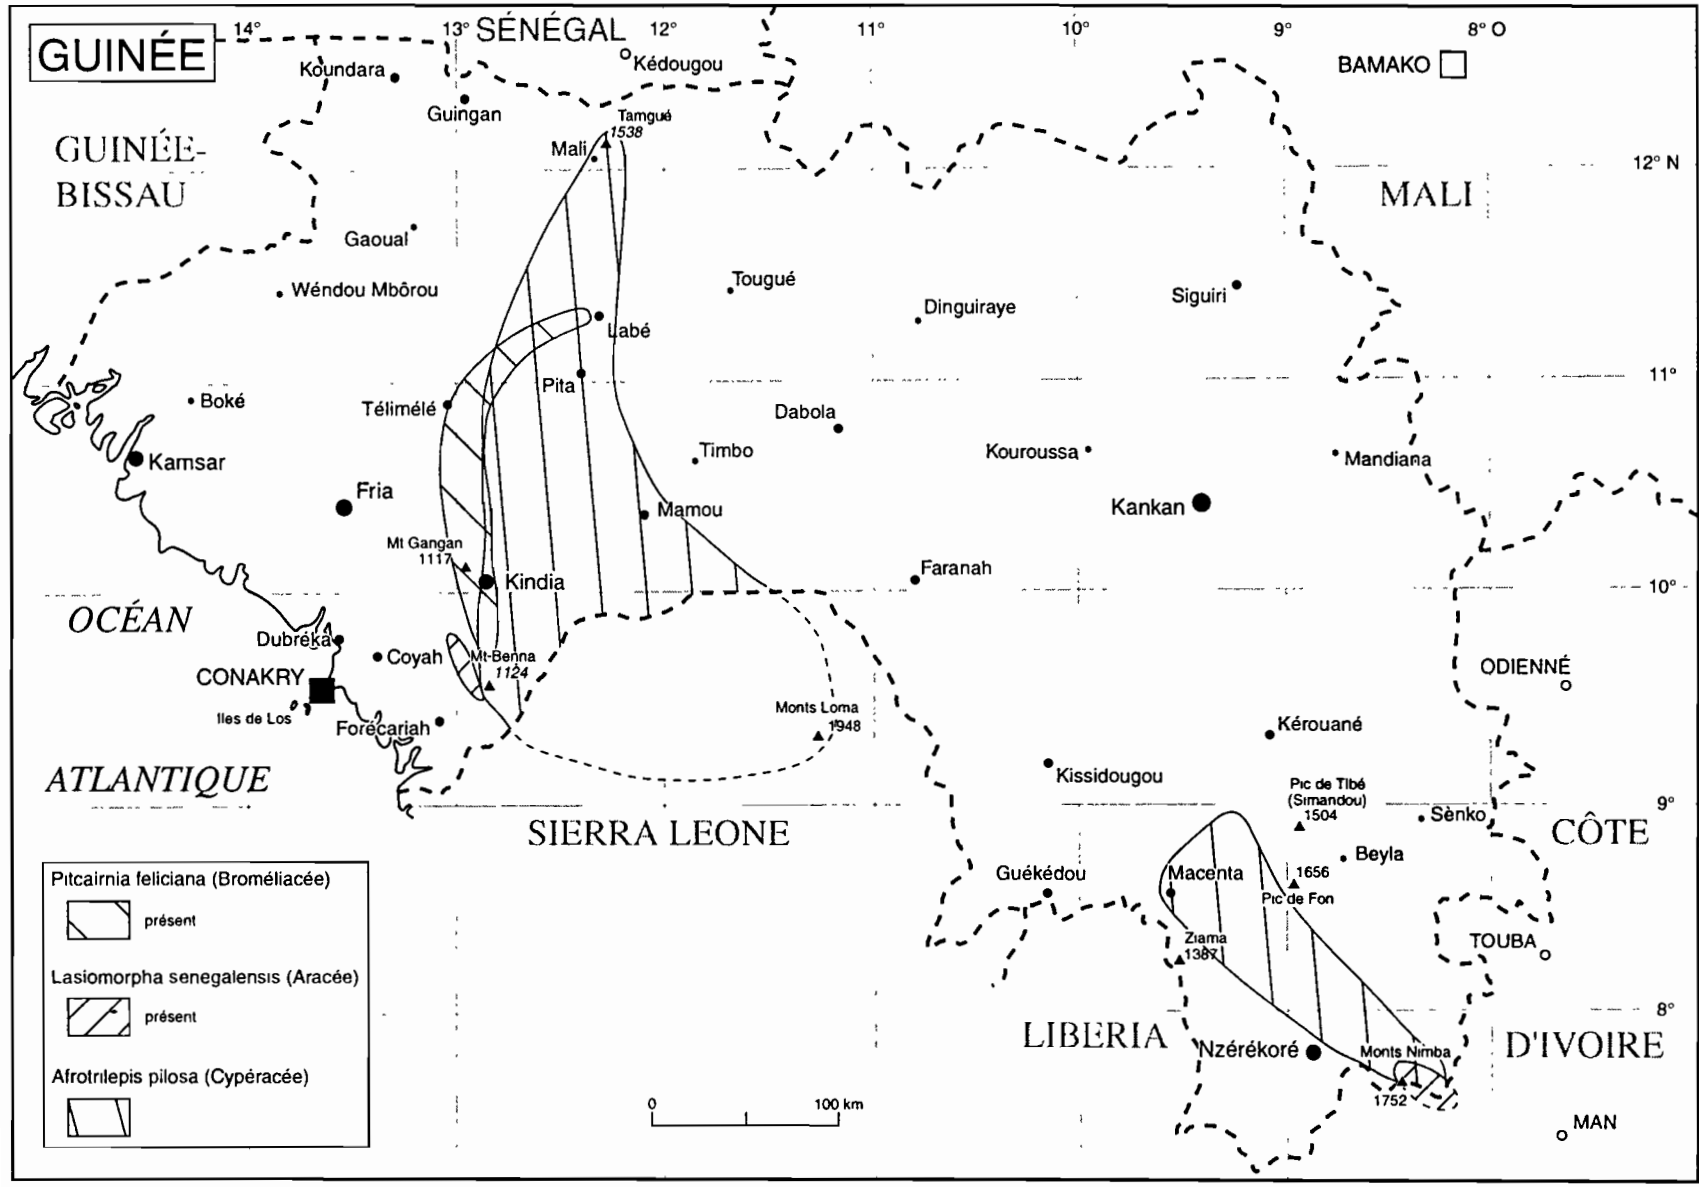 GUINÉE
14°
13°
SÉNÉGAL
12°
11°
10°
9°
8° O
Koundara
Kédougou
BAMAKO
Guingan
Tamgué
1538
Mali
GUINÉE-
BISSAU
12° N
MALI
Gaoual
Wéndou Mbôrou
Tougué
Dinguiraye
Siguiri
Labé
Pita
11°
Boké
Télimélé
Dabola
Kamsar
Timbo
Kouroussa
Mandiana
Fria
Mamou
Kankan
Mt Gangan
1117
Kindia
Faranah
10°
OCÉAN
Dubréka
Coyah
Mt-Benna
1124
ODIENNÉ
CONAKRY
Iles de Los
Forécariah
Monts Loma
1948
Kérouané
ATLANTIQUE
Kissidougou
Pic de Tibé
(Simandou)
1504
9°
SIERRA LEONE
Sènko
CÔTE
Beyla
Guékédou
Macenta
1656
Pic de Fon
Ziama
1387
TOUBA
8°
LIBERIA
Nzérékoré
Monts Nimba
D'IVOIRE
1752
MAN
Pitcairnia feliciana (Broméliacée)
présent
Lasiomorpha senegalensis (Aracée)
présent
Afrotrilepis pilosa (Cypéracée)
0
100 km